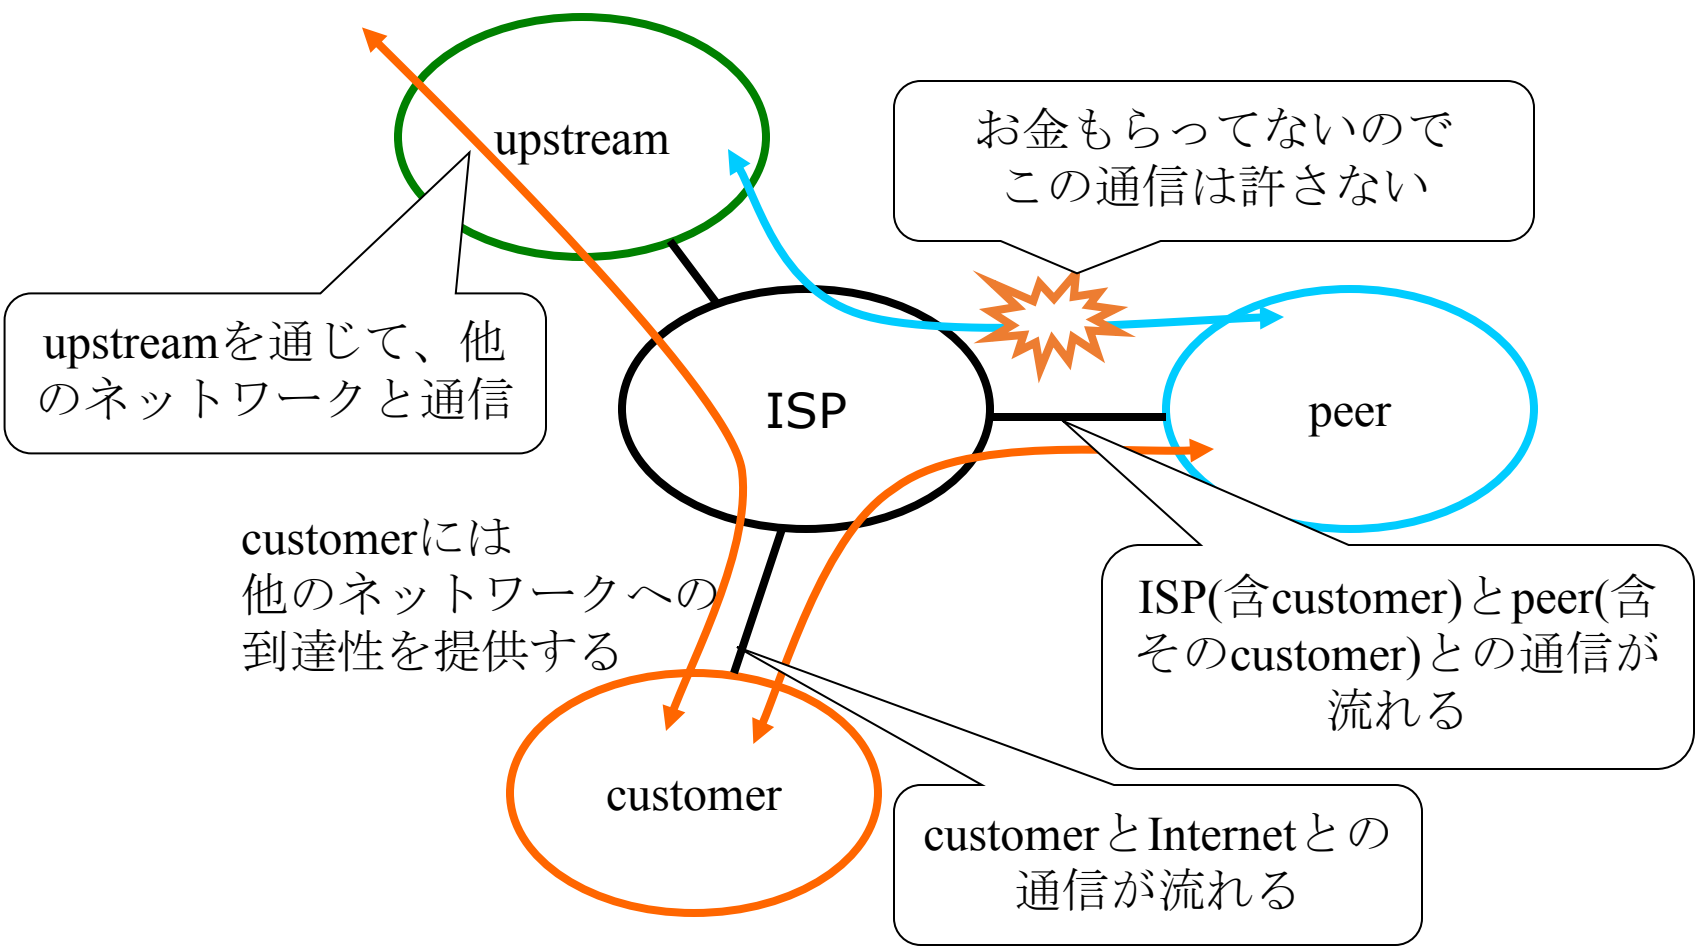 upstream
お金もらってないので
この通信は許さない
upstreamを通じて、他
のネットワークと通信
ISP
peer
customerには
他のネットワークへの
到達性を提供する
ISP(含customer)とpeer(含
そのcustomer)との通信が
流れる
customer
customerとInternetとの
通信が流れる